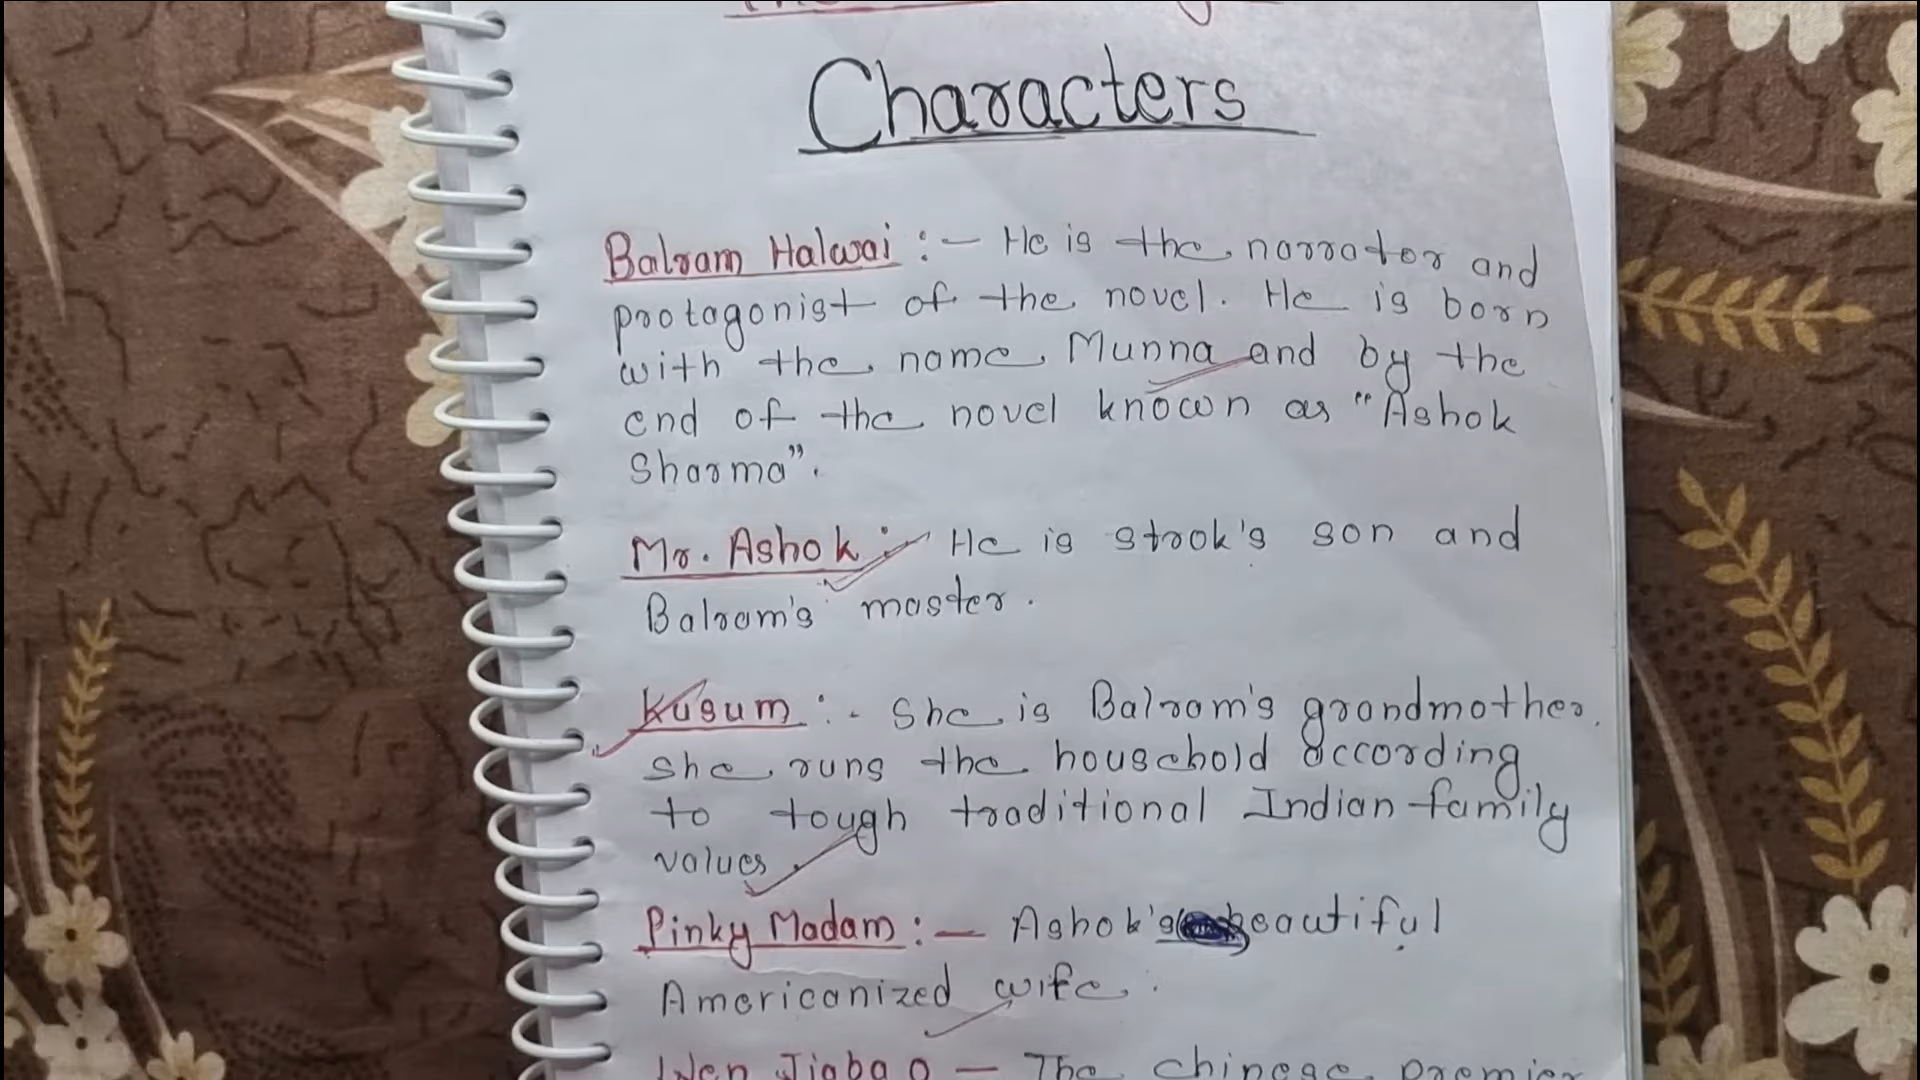 Characters
Balram Halwai :- He is the narrator and
protagonist of the novel. He is born
with the name Munna and by the
end of the novel known as "Ashok
Sharma".
Mr. Ashok :- He is strok's son and
Balram's master.
Kusum :- She is Balram's grandmother.
She runs the household according
to tough traditional Indian family
values.
Pinky Madam :- Ashok's beautiful
Americanized wife.
Wen Jiabao - The chinese premier